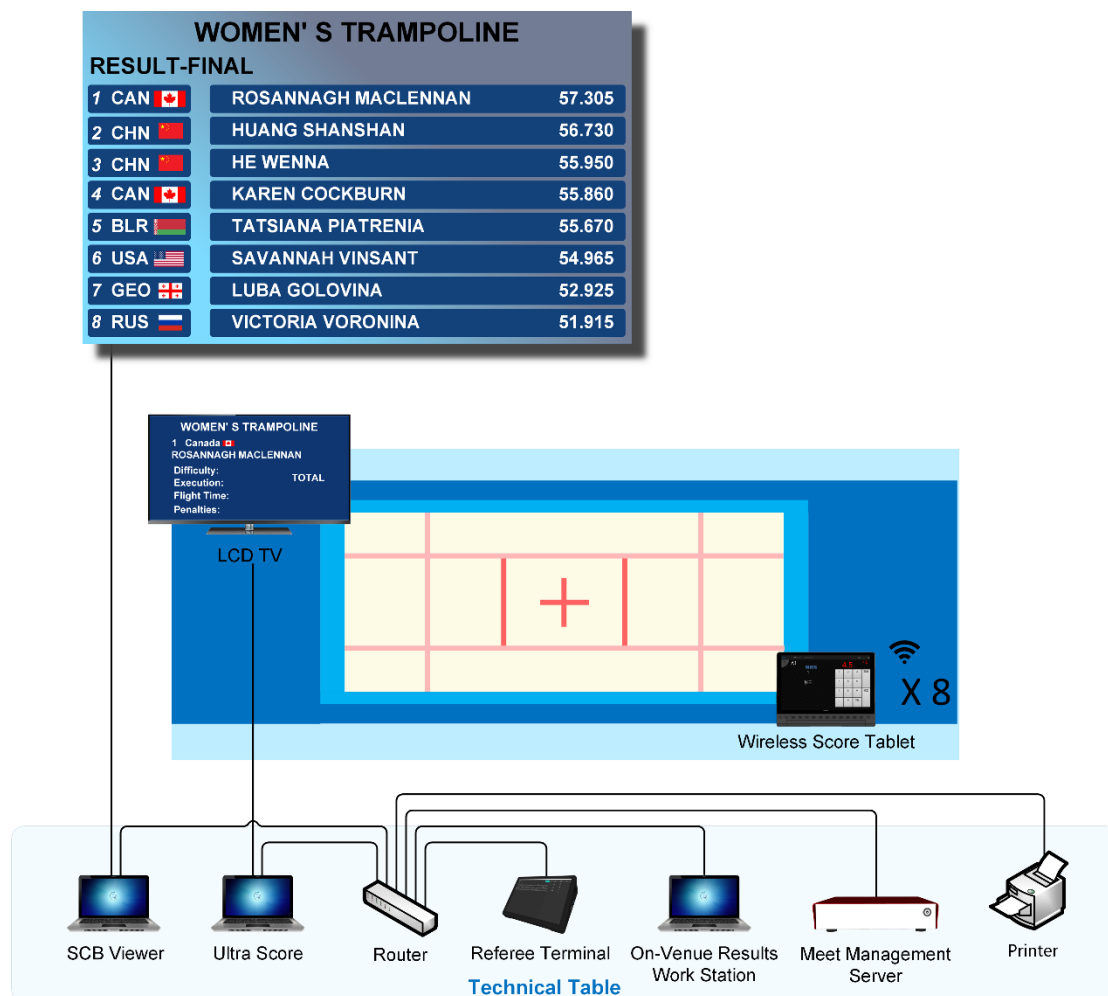 WOMEN' S TRAMPOLINE
RESULT-FINAL
1 CAN ROSANNAGH MACLENNAN 57.305
2 CHN HUANG SHANSHAN 56.730
3 CHN HE WENNA 55.950
4 CAN KAREN COCKBURN 55.860
5 BLR TATSIANA PIATRENIA 55.670
6 USA SAVANNAH VINSANT 54.965
7 GEO LUBA GOLOVINA 52.925
8 RUS VICTORIA VORONINA 51.915
WOMEN' S TRAMPOLINE
1 Canada
ROSANNAGH MACLENNAN
Difficulty:
Execution:
TOTAL
Flight Time:
Penalties:
LCD TV
X 8
Wireless Score Tablet
SCB Viewer
Ultra Score
Router
Referee Terminal
On-Venue Results
Work Station
Meet Management
Server
Printer
Technical Table